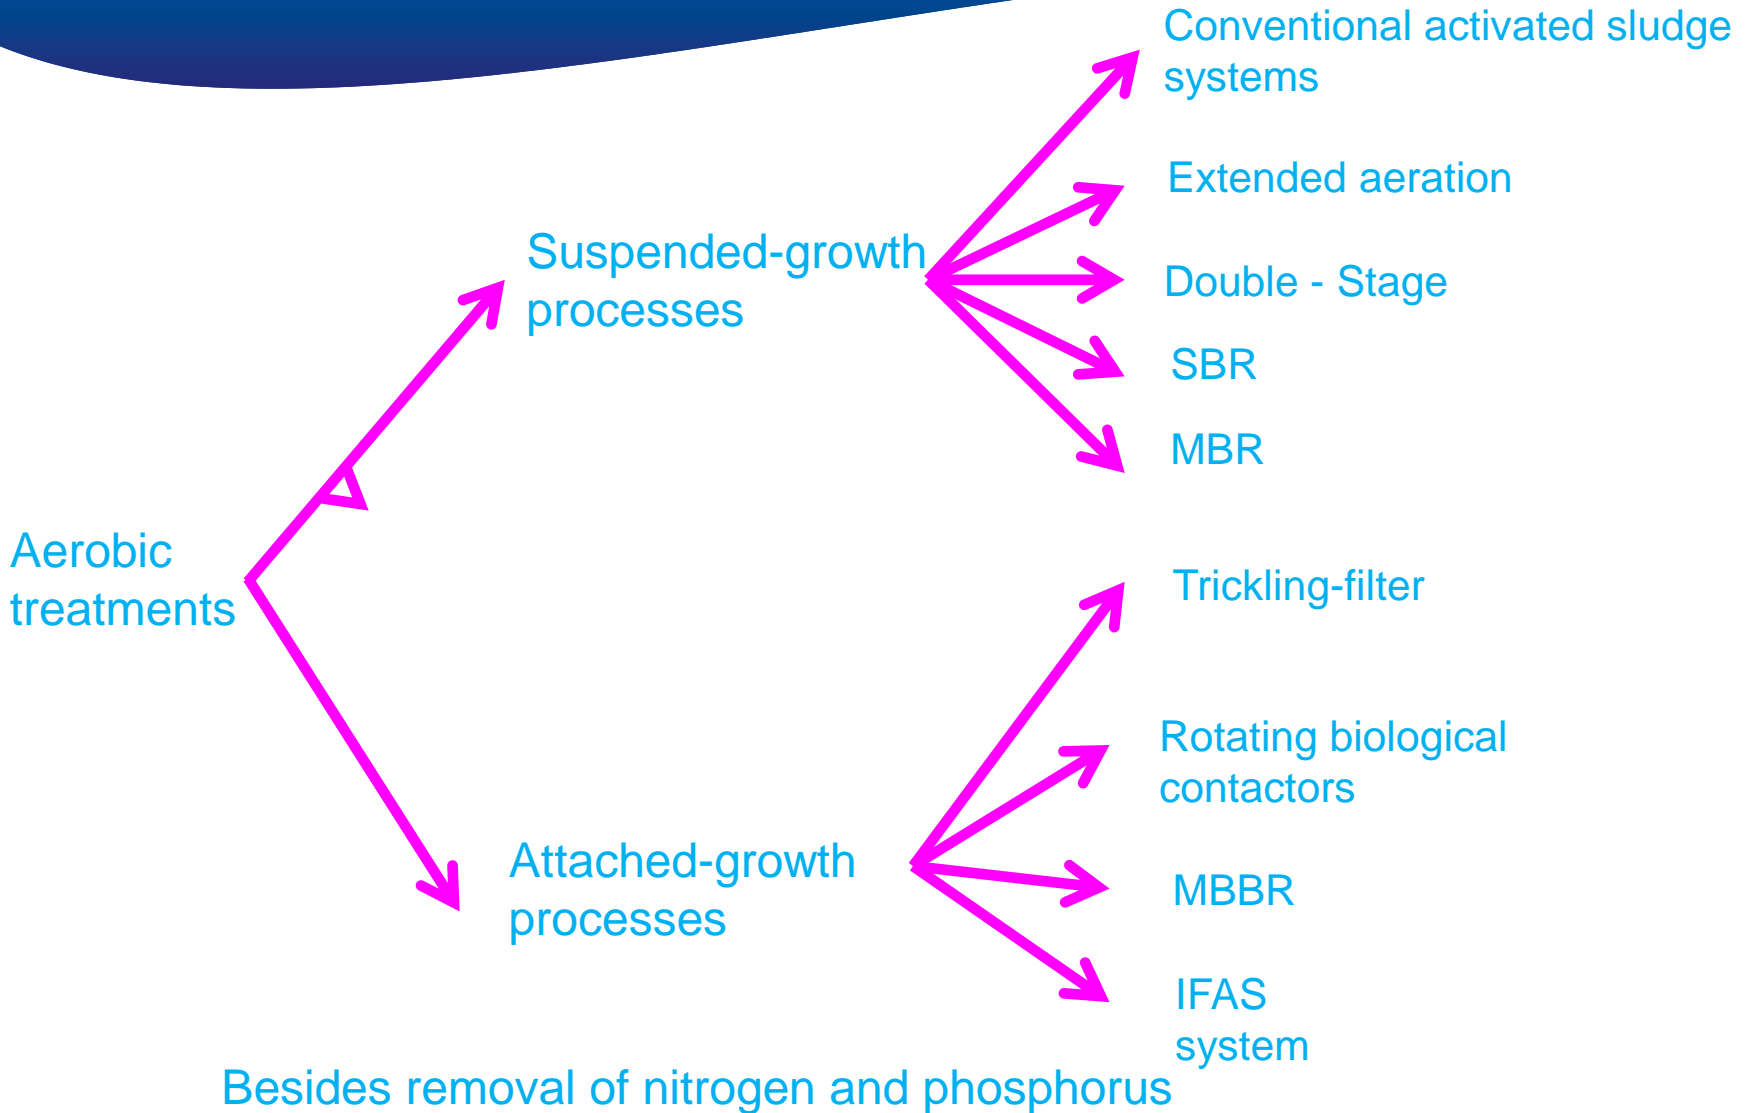 Conventional activated sludge
systems
Extended aeration
Suspended-growth
processes
Double - Stage
SBR
MBR
Aerobic
treatments
Trickling-filter
Rotating biological
contactors
Attached-growth
processes
MBBR
IFAS
system
Besides removal of nitrogen and phosphorus